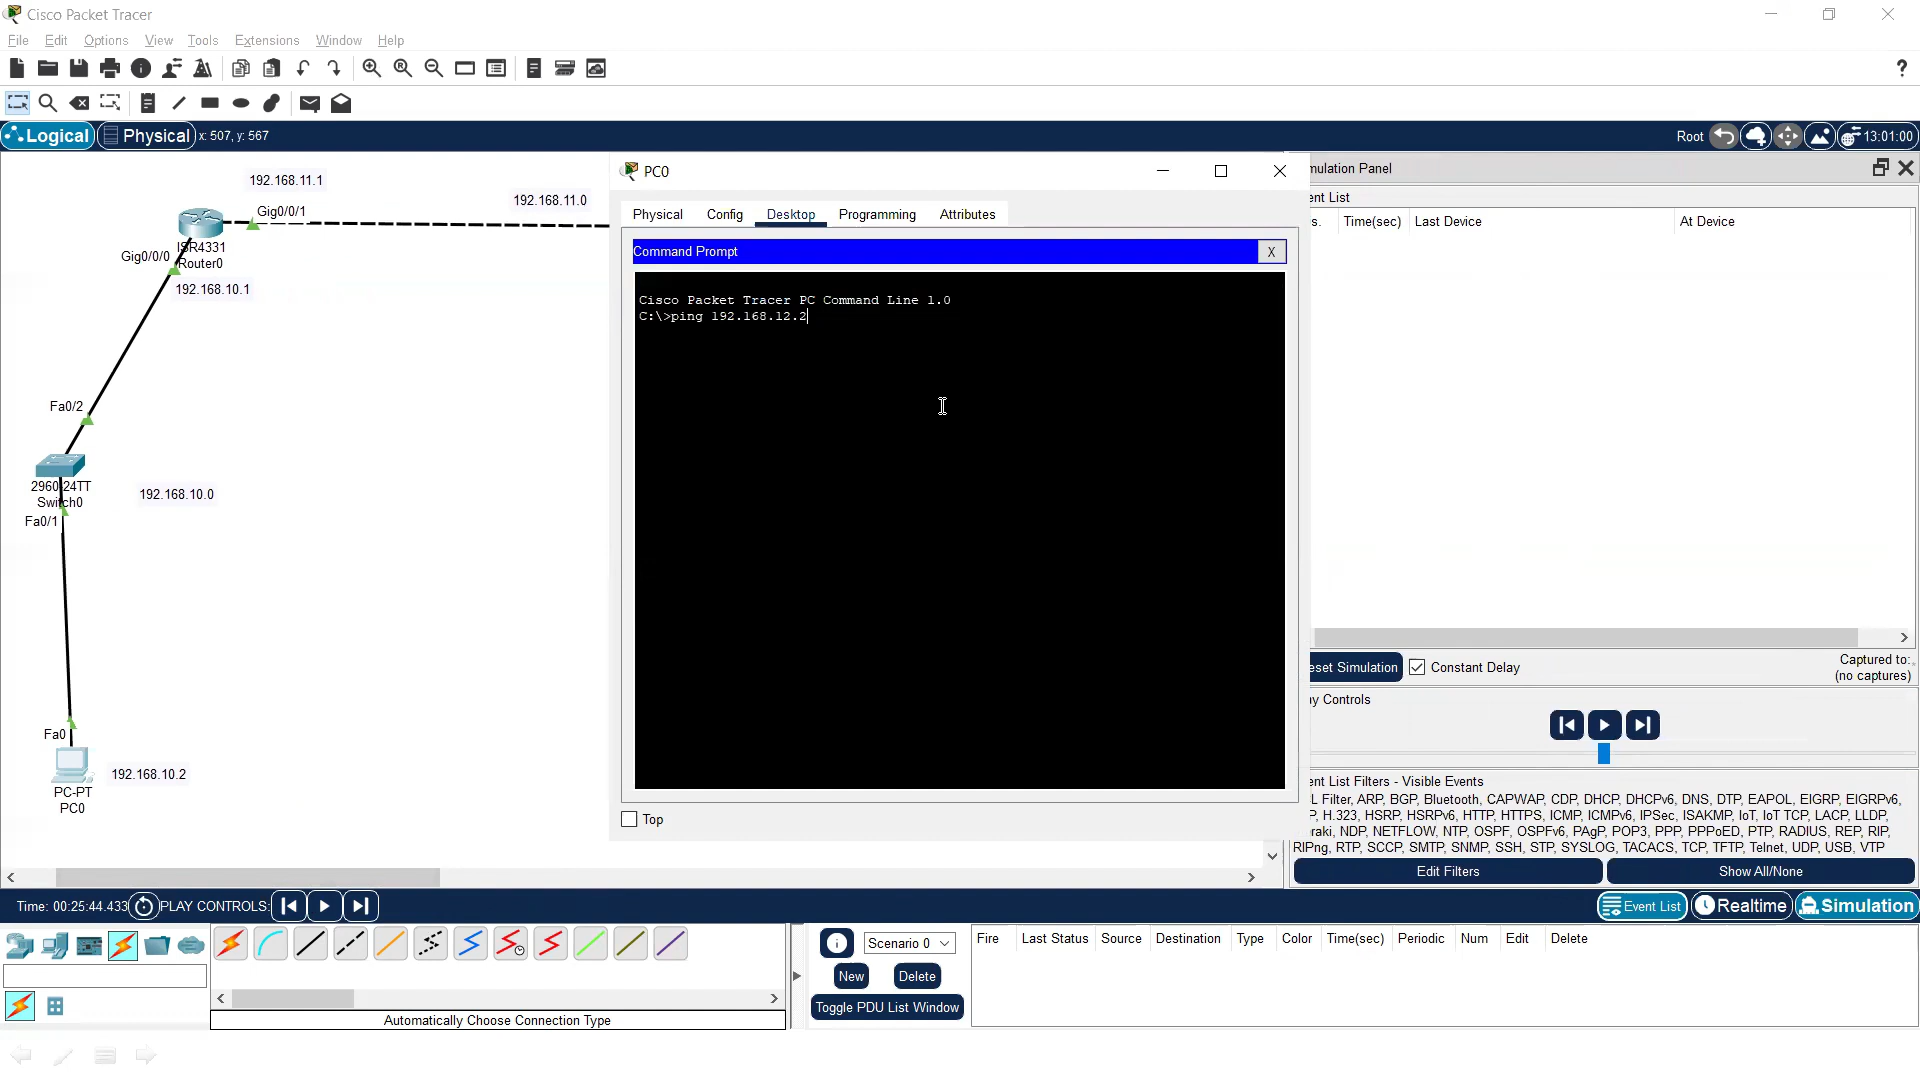 Cisco Packet Tracer
File Edit Options View Tools Extensions Window Help
?
Logical Physical x: 507, y: 567 Root 13:01:00
192.168.11.1
192.168.11.0
Gig0/0/1
ISR4331
Router0
Gig0/0/0
192.168.10.1
Fa0/2
2960-24TT
Switch0
192.168.10.0
Fa0/1
Fa0
192.168.10.2
PC-PT
PC0
PC0
Physical Config Desktop Programming Attributes
Command Prompt X
Cisco Packet Tracer PC Command Line 1.0
C:\>ping 192.168.12.2
Top
mulation Panel
ent List
s. Time(sec) Last Device At Device
eset Simulation Constant Delay Captured to:
(no captures)
y Controls
ent List Filters - Visible Events
L Filter, ARP, BGP, Bluetooth, CAPWAP, CDP, DHCP, DHCPv6, DNS, DTP, EAPOL, EIGRP, EIGRPv6,
P, H.323, HSRP, HSRPv6, HTTP, HTTPS, ICMP, ICMPv6, IPSec, ISAKMP, IoT, IoT TCP, LACP, LLDP,
raki, NDP, NETFLOW, NTP, OSPF, OSPFv6, PAgP, POP3, PPP, PPPoED, PTP, RADIUS, REP, RIP,
RIPng, RTP, SCCP, SMTP, SNMP, SSH, STP, SYSLOG, TACACS, TCP, TFTP, Telnet, UDP, USB, VTP
Edit Filters Show All/None
Time: 00:25:44.433 PLAY CONTROLS: Event List Realtime Simulation
Scenario 0
New Delete
Toggle PDU List Window
Fire Last Status Source Destination Type Color Time(sec) Periodic Num Edit Delete
Automatically Choose Connection Type